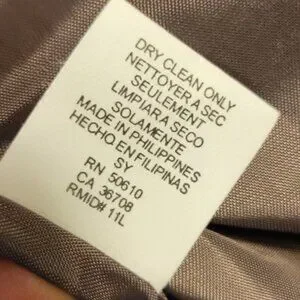 DRY CLEAN ONLY
NETTOYER A SEC
SEULEMENT
LIMPIAR A SECO
SOLAMENTE
MADE IN PHILIPPINES
HECHO EN FILIPINAS
SY
RN 50610
CA 36708
RMID# 11L